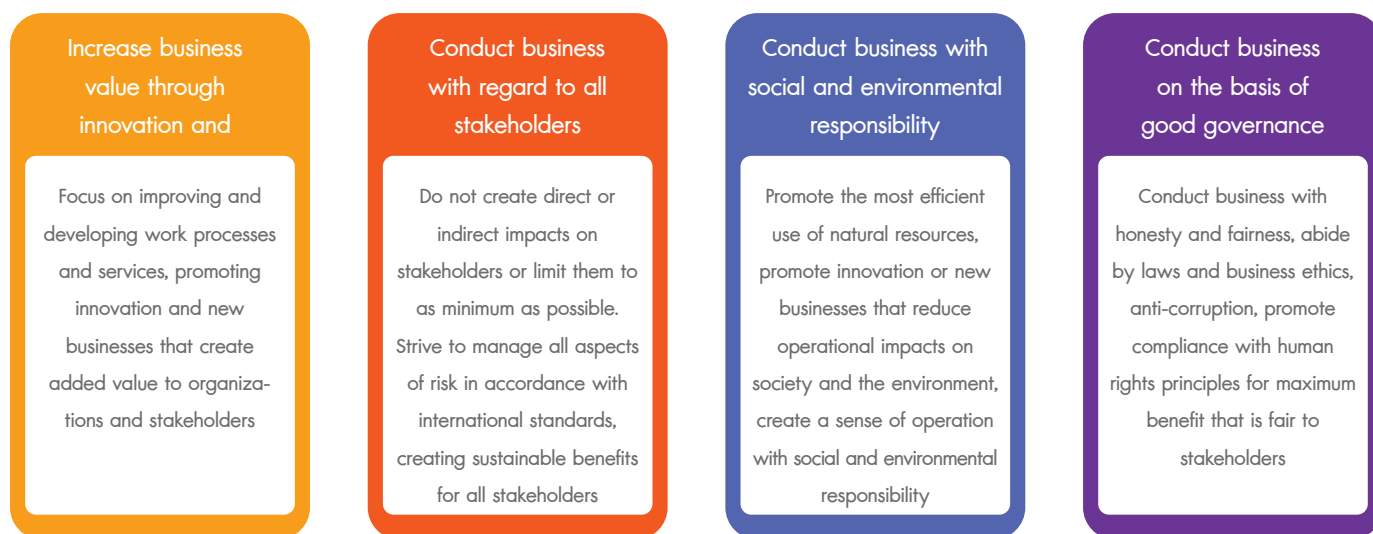 Increase business
value through
innovation and
Focus on improving and
developing work processes
and services, promoting
innovation and new
businesses that create
added value to organiza-
tions and stakeholders
Conduct business
with regard to all
stakeholders
Do not create direct or
indirect impacts on
stakeholders or limit them to
as minimum as possible.
Strive to manage all aspects
of risk in accordance with
international standards,
creating sustainable benefits
for all stakeholders
Conduct business with
social and environmental
responsibility
Promote the most efficient
use of natural resources,
promote innovation or new
businesses that reduce
operational impacts on
society and the environment,
create a sense of operation
with social and environmental
responsibility
Conduct business
on the basis of
good governance
Conduct business with
honesty and fairness, abide
by laws and business ethics,
anti-corruption, promote
compliance with human
rights principles for maximum
benefit that is fair to
stakeholders